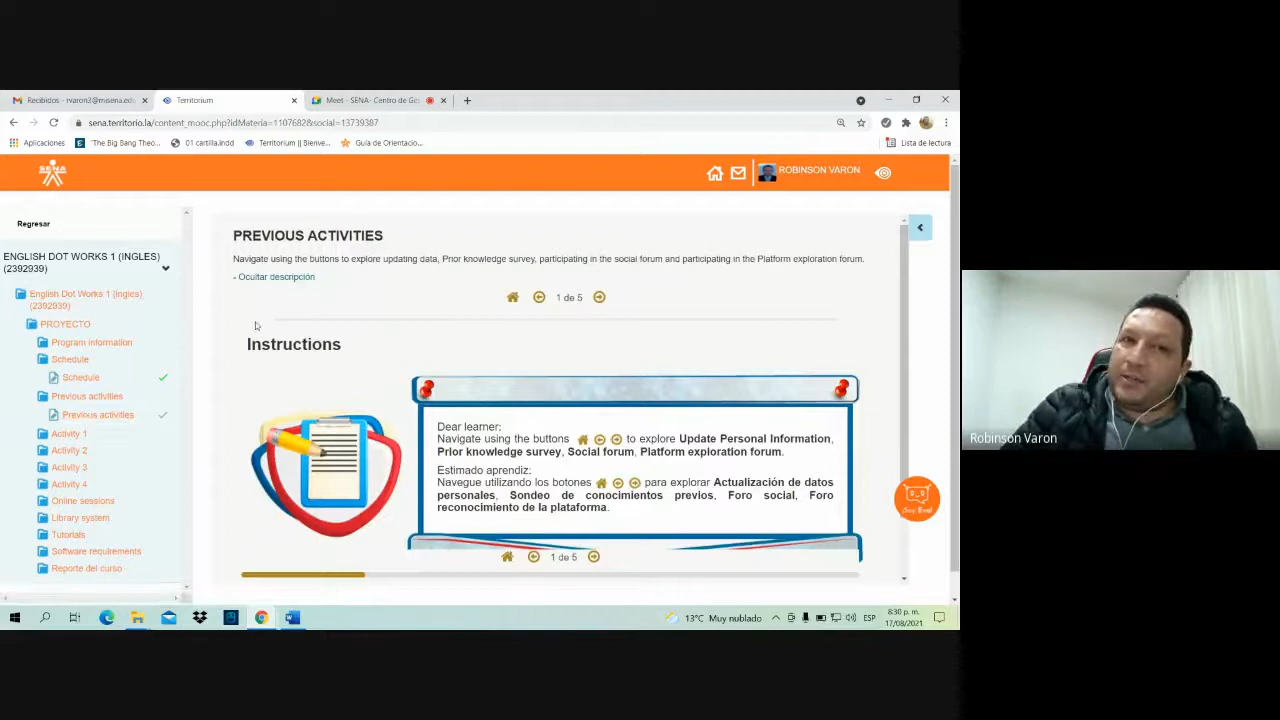 Recibidos - rvaron3@misena.edu
Territorium
Meet - SENA- Centro de Ges
sena.territorio.la/content_mooc.php?idMateria=1107682&social=13739387
Aplicaciones
'The Big Bang Theo...
01 cartilla.indd
Territorium || Bienve...
Guía de Orientacio...
Lista de lectura
SENA
ROBINSON VARON
Regresar
ENGLISH DOT WORKS 1 (INGLES)
(2392939)
English Dot Works 1 (Ingles)
(2392939)
PROYECTO
Program information
Schedule
Schedule
Previous activities
Previous activities
Activity 1
Activity 2
Activity 3
Activity 4
Online sessions
Library system
Tutorials
Software requirements
Reporte del curso
PREVIOUS ACTIVITIES
Navigate using the buttons to explore updating data, Prior knowledge survey, participating in the social forum and participating in the Platform exploration forum.
- Ocultar descripción
1 de 5
Instructions
Dear learner:
Navigate using the buttons to explore Update Personal Information,
Prior knowledge survey, Social forum, Platform exploration forum.
Estimado aprendiz:
Navegue utilizando los botones para explorar Actualización de datos
personales, Sondeo de conocimientos previos, Foro social, Foro
reconocimiento de la plataforma.
1 de 5
¡Soy Eva!
Robinson Varon
13°C Muy nublado
ESP
8:30 p. m.
17/08/2021